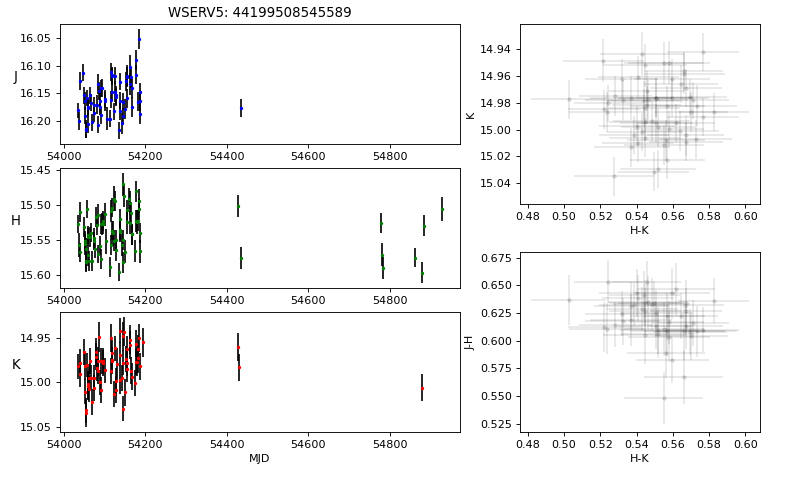 WSERV5: 44199508545589
J
16.05
16.10
16.15
16.20
54000 54200 54400 54600 54800
H
15.45
15.50
15.55
15.60
54000 54200 54400 54600 54800
K
14.95
15.00
15.05
54000 54200 54400 54600 54800
MJD
K
14.94
14.96
14.98
15.00
15.02
15.04
0.48 0.50 0.52 0.54 0.56 0.58 0.60
H-K
J-H
0.675
0.650
0.625
0.600
0.575
0.550
0.525
0.48 0.50 0.52 0.54 0.56 0.58 0.60
H-K